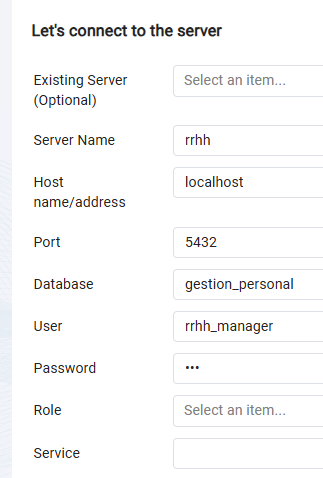 Let's connect to the server
Existing Server
(Optional)
Select an item...
Server Name
rrhh
Host
name/address
localhost
Port
5432
Database
gestion_personal
User
rrhh_manager
Password
•••
Role
Select an item...
Service